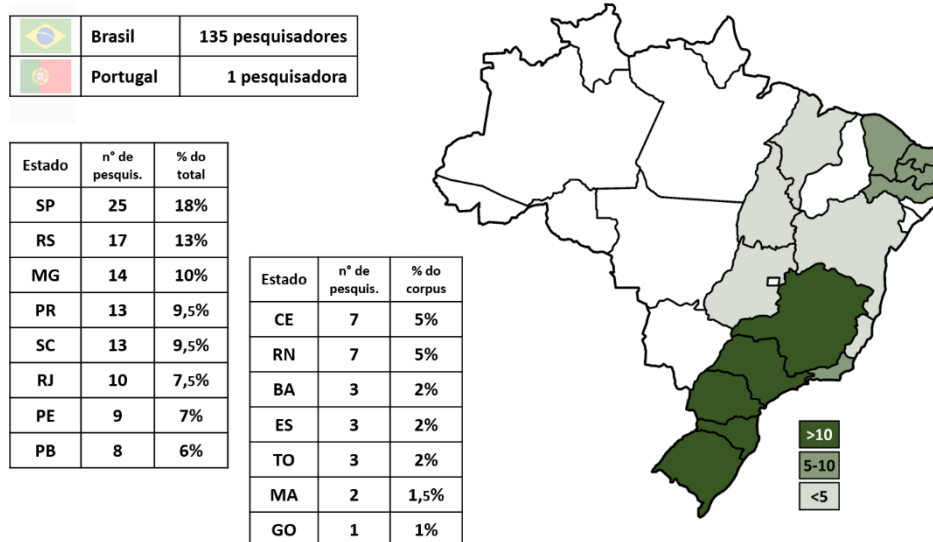 Brasil 135 pesquisadores
Portugal 1 pesquisadora
Estado n° de pesquis. % do total
SP 25 18%
RS 17 13%
MG 14 10%
PR 13 9,5%
SC 13 9,5%
RJ 10 7,5%
PE 9 7%
PB 8 6%
Estado n° de pesquis. % do corpus
CE 7 5%
RN 7 5%
BA 3 2%
ES 3 2%
TO 3 2%
MA 2 1,5%
GO 1 1%
>10
5-10
<5